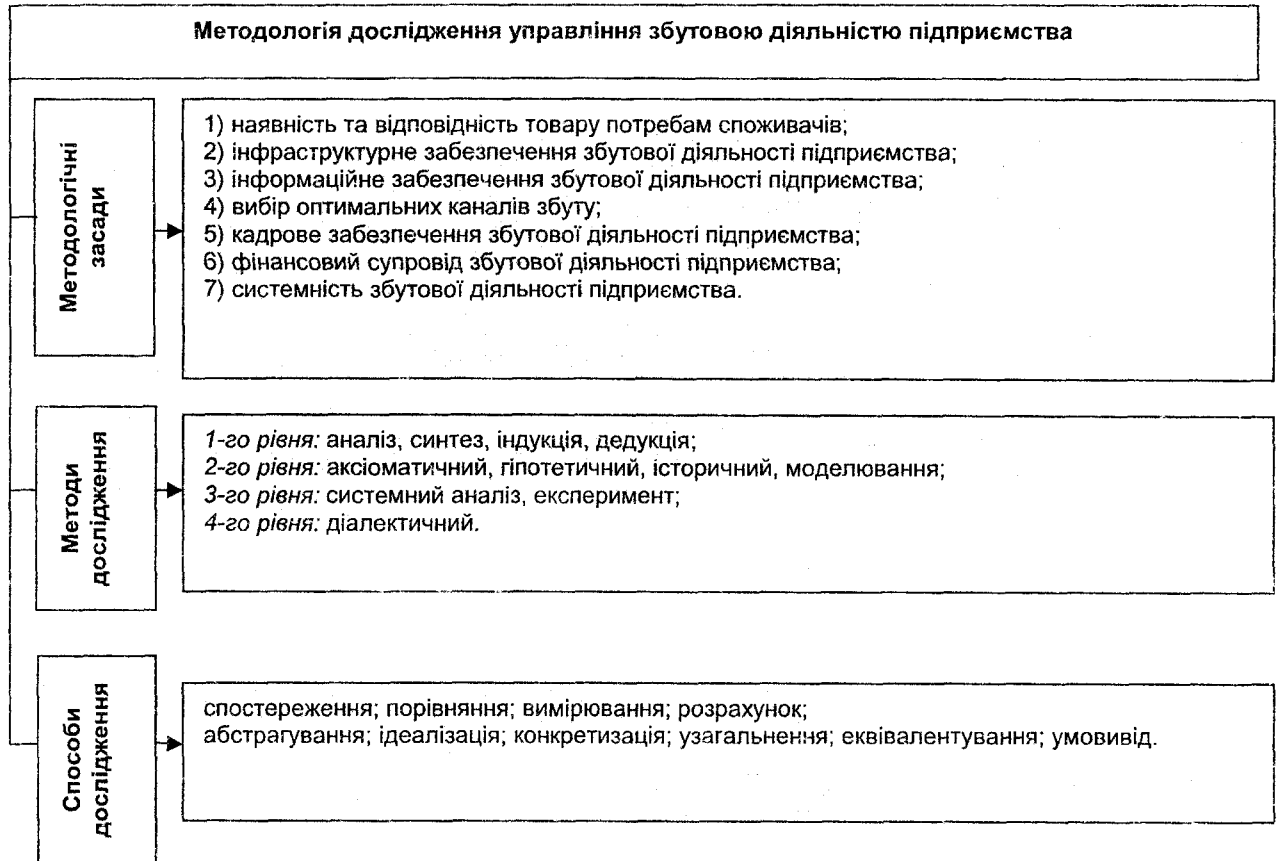 Методологія дослідження управління збутовою діяльністю підприємства
Методологічні
засади
1) наявність та відповідність товару потребам споживачів;
2) інфраструктурне забезпечення збутової діяльності підприємства;
3) інформаційне забезпечення збутової діяльності підприємства;
4) вибір оптимальних каналів збуту;
5) кадрове забезпечення збутової діяльності підприємства;
6) фінансовий супровід збутової діяльності підприємства;
7) системність збутової діяльності підприємства.
Методи
дослідження
1-го рівня: аналіз, синтез, індукція, дедукція;
2-го рівня: аксіоматичний, гіпотетичний, історичний, моделювання;
3-го рівня: системний аналіз, експеримент;
4-го рівня: діалектичний.
Способи
дослідження
спостереження; порівняння; вимірювання; розрахунок;
абстрагування; ідеалізація; конкретизація; узагальнення; еквівалентування; умовивід.